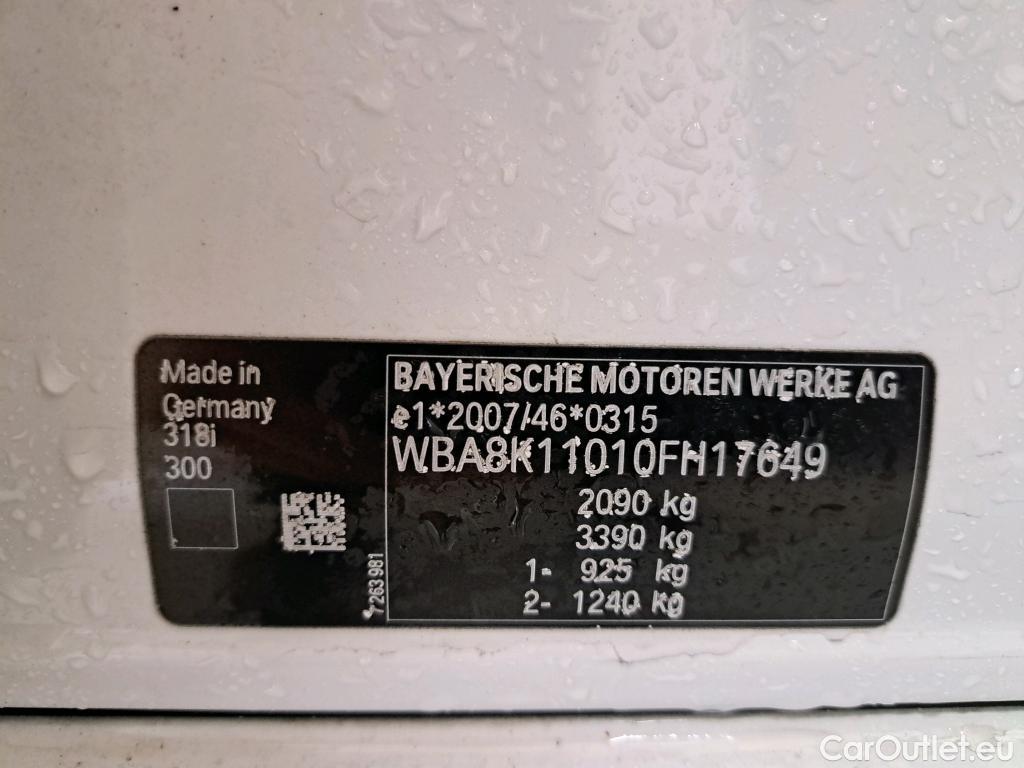 Made in
Germany
318i
300
7263981
BAYERISCHE MOTOREN WERKE AG
e1*2007/46*0315
WBA8K11010FH17649
2090 kg
3390 kg
1- 925 kg
2- 1240 kg
CarOutlet.eu